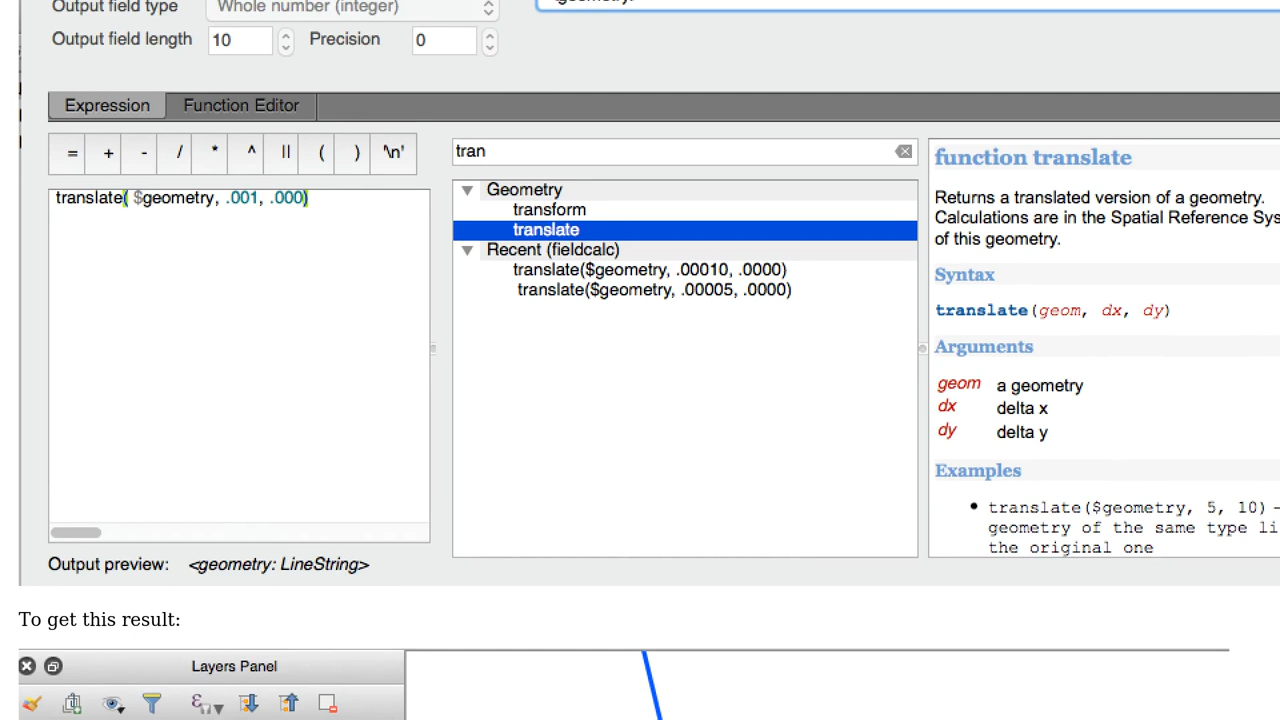 Output field type Whole number (integer)
Output field length 10 Precision 0
Expression Function Editor
= + - / * ^ || ( ) '\n'
translate( $geometry, .001, .000)
Output preview: <geometry: LineString>
tran
Geometry
transform
translate
Recent (fieldcalc)
translate($geometry, .00010, .0000)
translate($geometry, .00005, .0000)
function translate
Returns a translated version of a geometry.
Calculations are in the Spatial Reference Sys
of this geometry.
Syntax
translate(geom, dx, dy)
Arguments
geom a geometry
dx delta x
dy delta y
Examples
• translate($geometry, 5, 10) -
geometry of the same type li
the original one
To get this result:
Layers Panel